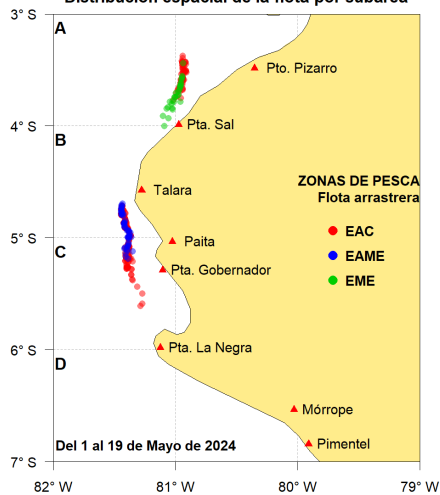 Distribución espacial de la flota por subárea
3° S
A
Pto. Pizarro
4° S
Pta. Sal
B
ZONAS DE PESCA
Talara
Flota arrastrera
EAC
5° S
Paita
C
EAME
Pta. Gobernador
EME
6° S
Pta. La Negra
D
Mórrope
Del 1 al 19 de Mayo de 2024
Pimentel
7° S
82° W
81° W
80° W
79° W